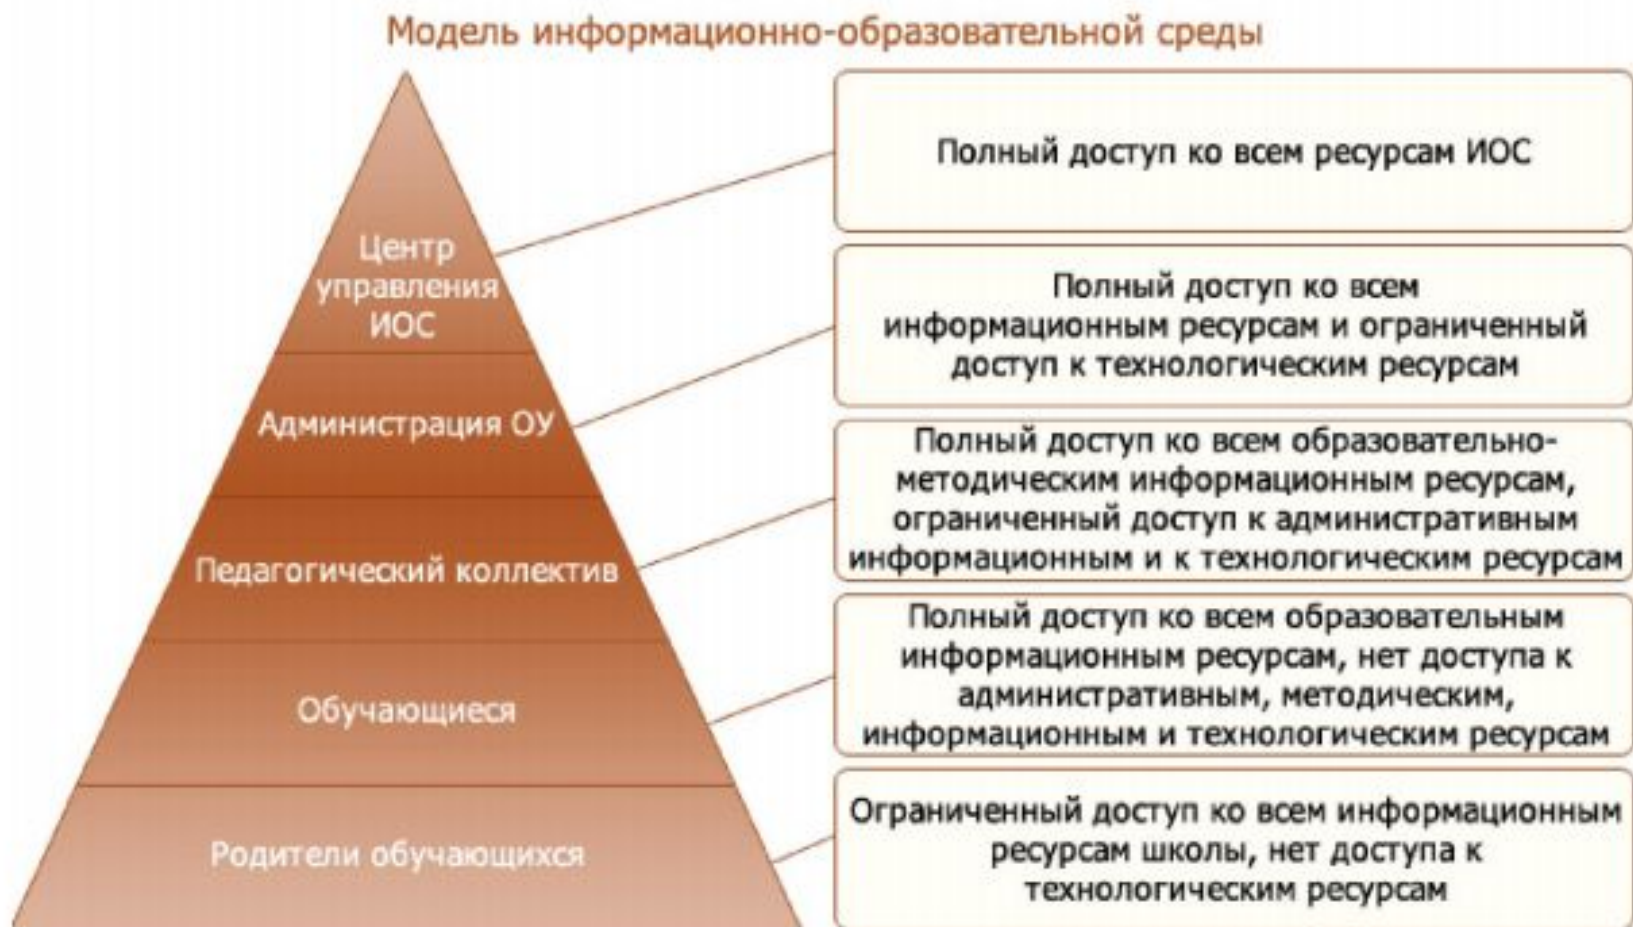 Модель информационно-образовательной среды
Центр
управления
ИОС
Полный доступ ко всем ресурсам ИОС
Администрация ОУ
Полный доступ ко всем
информационным ресурсам и ограниченный
доступ к технологическим ресурсам
Педагогический коллектив
Полный доступ ко всем образовательно-
методическим информационным ресурсам,
ограниченный доступ к административным
информационным и к технологическим ресурсам
Обучающиеся
Полный доступ ко всем образовательным
информационным ресурсам, нет доступа к
административным, методическим,
информационным и технологическим ресурсам
Родители обучающихся
Ограниченный доступ ко всем информационным
ресурсам школы, нет доступа к
технологическим ресурсам